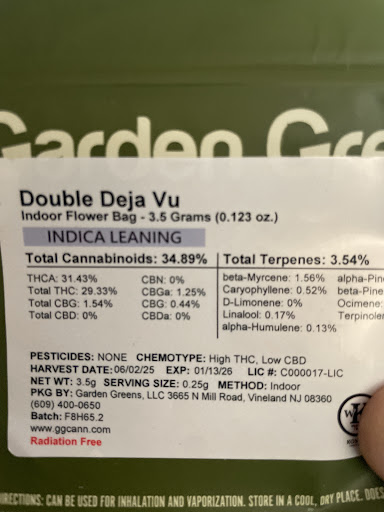 Garden Gre
Double Deja Vu
Indoor Flower Bag - 3.5 Grams (0.123 oz.)
INDICA LEANING
Total Cannabinoids: 34.89% Total Terpenes: 3.54%
THCA: 31.43% CBN: 0% beta-Myrcene: 1.56% alpha-Pin
Total THC: 29.33% CBGa: 1.25% Caryophyllene: 0.52% beta-Pine
Total CBG: 1.54% CBG: 0.44% D-Limonene: 0% Ocimene:
Total CBD: 0% CBDa: 0% Linalool: 0.17% Terpinole
alpha-Humulene: 0.13%
PESTICIDES: NONE CHEMOTYPE: High THC, Low CBD
HARVEST DATE: 06/02/25 EXP: 01/13/26 LIC #: C000017-LIC
NET WT: 3.5g SERVING SIZE: 0.25g METHOD: Indoor
PKG BY: Garden Greens, LLC 3665 N Mill Road, Vineland NJ 08360
(609) 400-0650
Batch: F8H65.2
www.ggcann.com
Radiation Free
DIRECTIONS: CAN BE USED FOR INHALATION AND VAPORIZATION. STORE IN A COOL, DRY PLACE. DOES